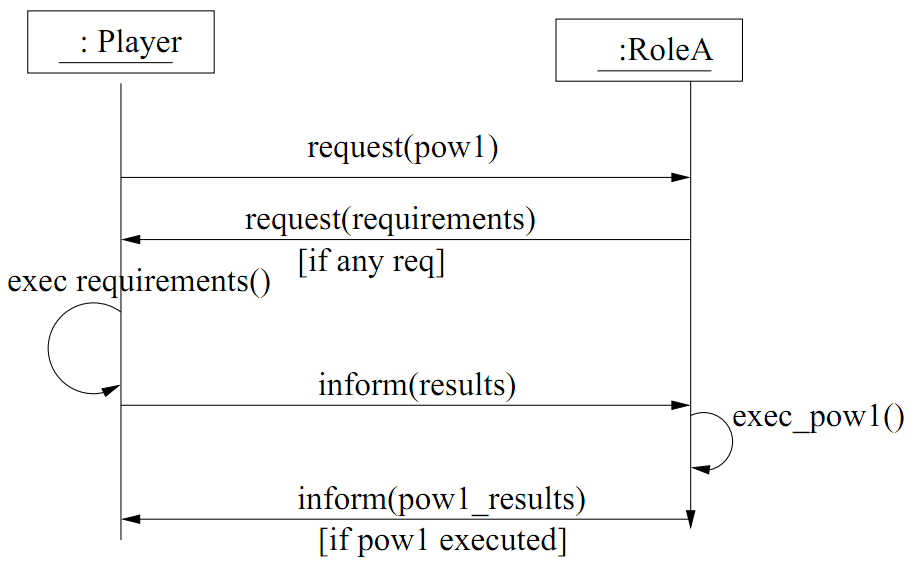 : Player
:RoleA
request(pow1)
request(requirements)
[if any req]
exec requirements()
inform(results)
exec_pow1()
inform(pow1_results)
[if pow1 executed]